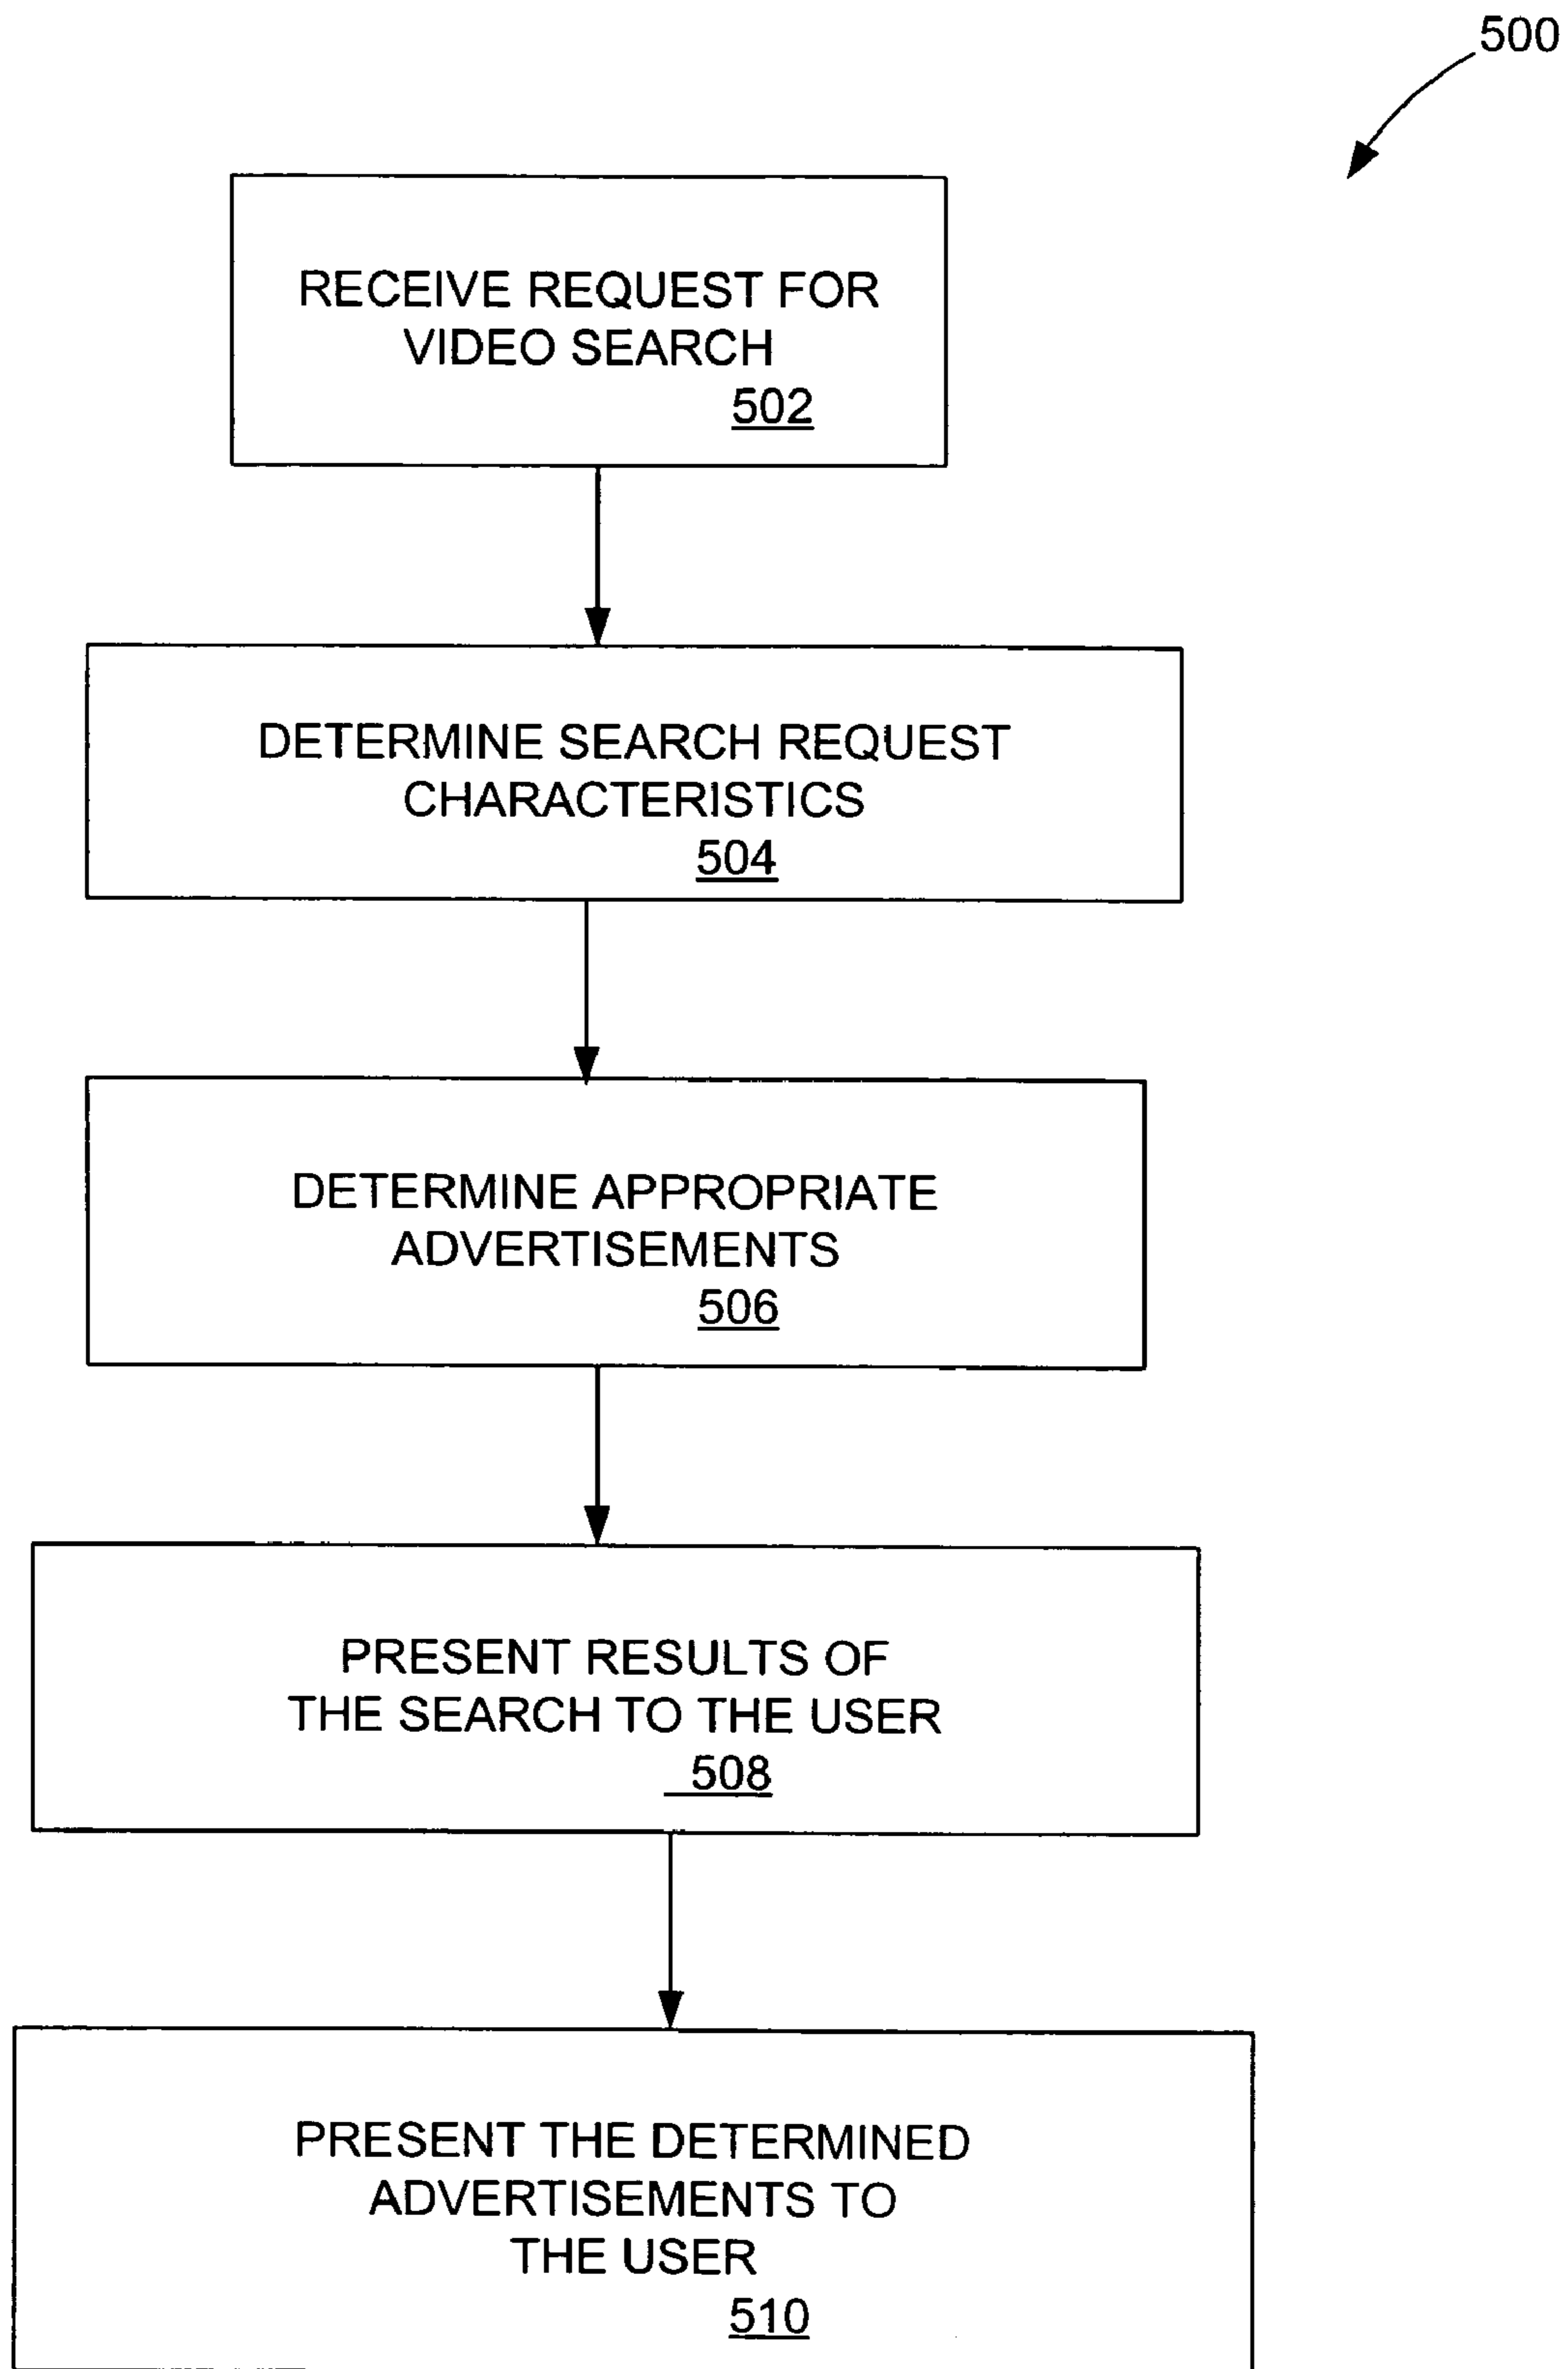 500
RECEIVE REQUEST FOR
VIDEO SEARCH
502
DETERMINE SEARCH REQUEST
CHARACTERISTICS
504
DETERMINE APPROPRIATE
ADVERTISEMENTS
506
PRESENT RESULTS OF
THE SEARCH TO THE USER
508
PRESENT THE DETERMINED
ADVERTISEMENTS TO
THE USER
510